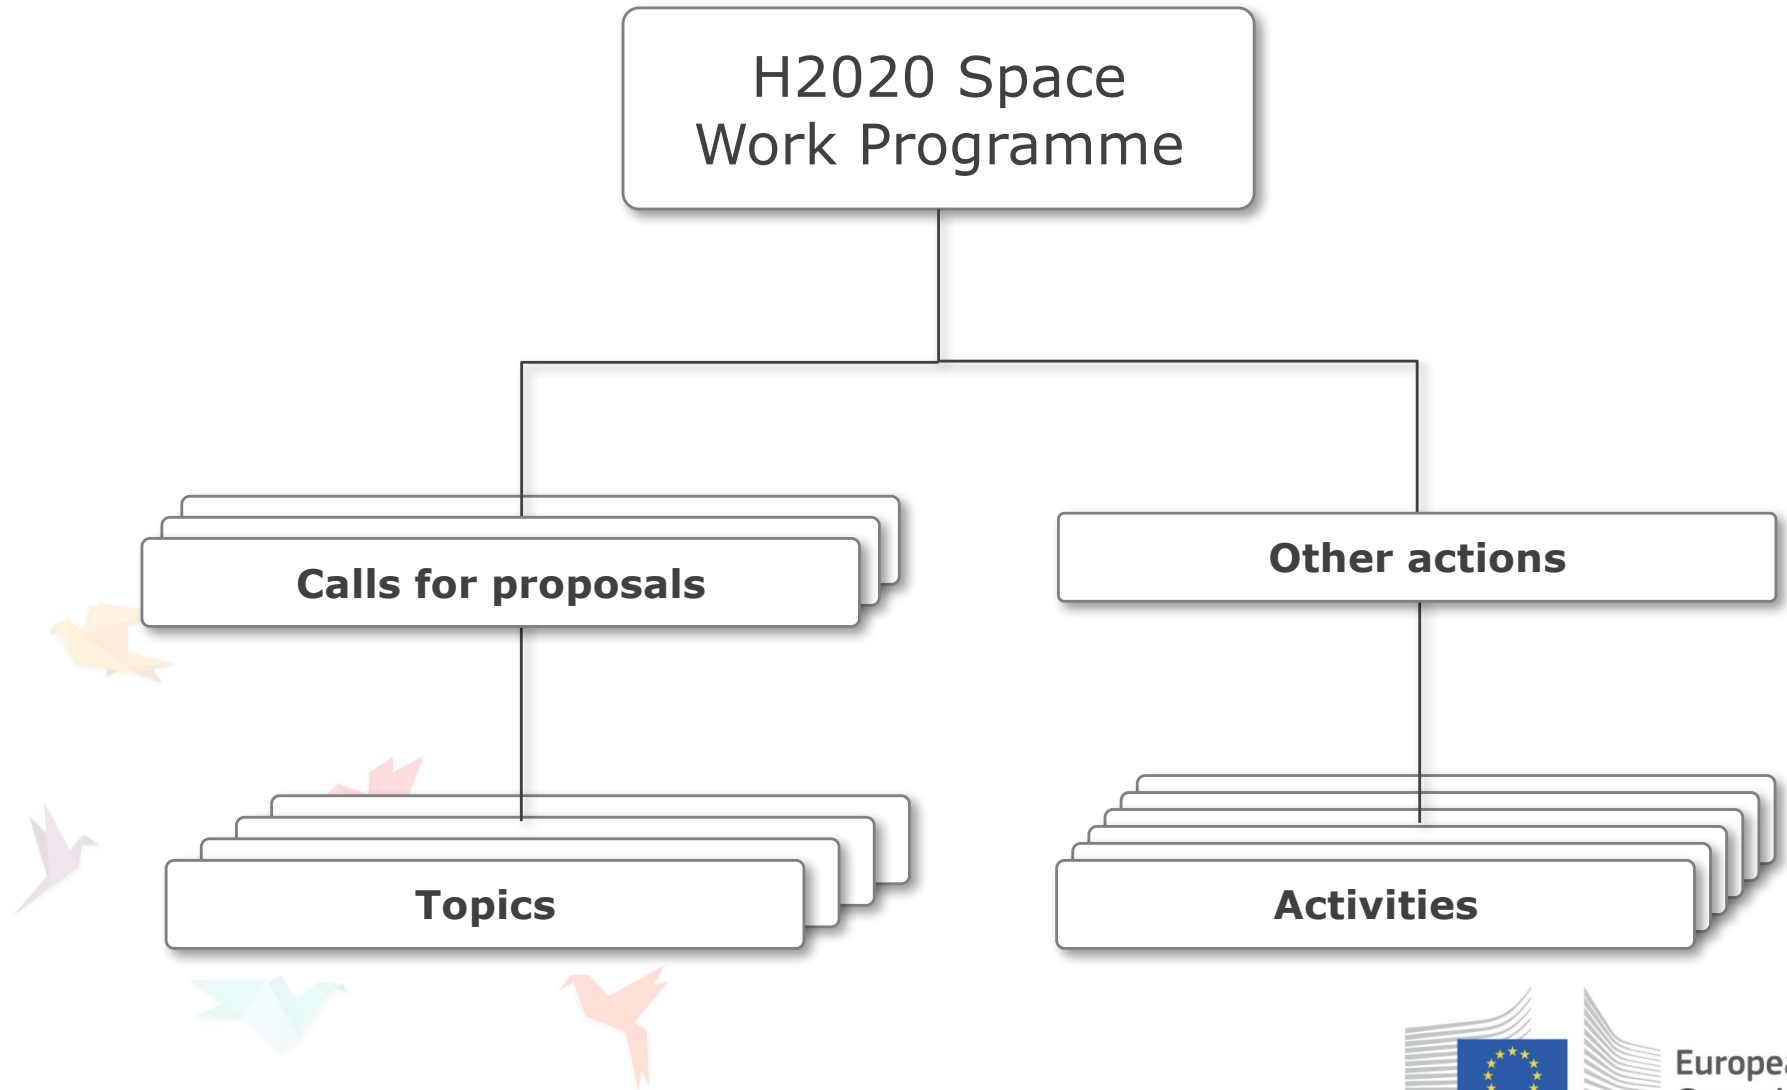 H2020 Space
Work Programme
Calls for proposals
Other actions
Topics
Activities